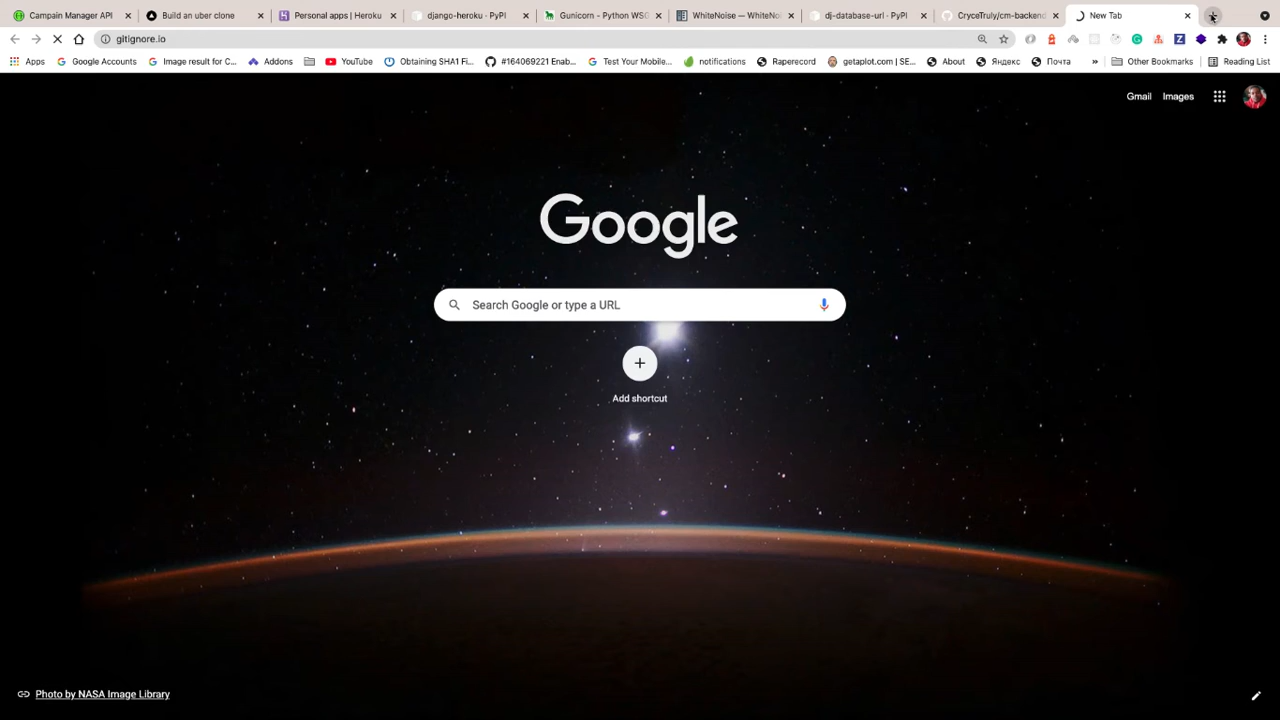 Campain Manager API
Build an uber clone
Personal apps | Heroku
django-heroku · PyPI
Gunicorn - Python WSG
WhiteNoise — WhiteNoi
dj-database-url · PyPI
CryceTruly/cm-backend
New Tab
gitignore.io
Apps
Google Accounts
Image result for C...
Addons
YouTube
Obtaining SHA1 Fi...
#164069221 Enab...
Test Your Mobile...
notifications
Raperecord
getaplot.com | SE...
About
Яндекс
Почта
»
Other Bookmarks
Reading List
Gmail
Images
Google
Search Google or type a URL
Add shortcut
Photo by NASA Image Library